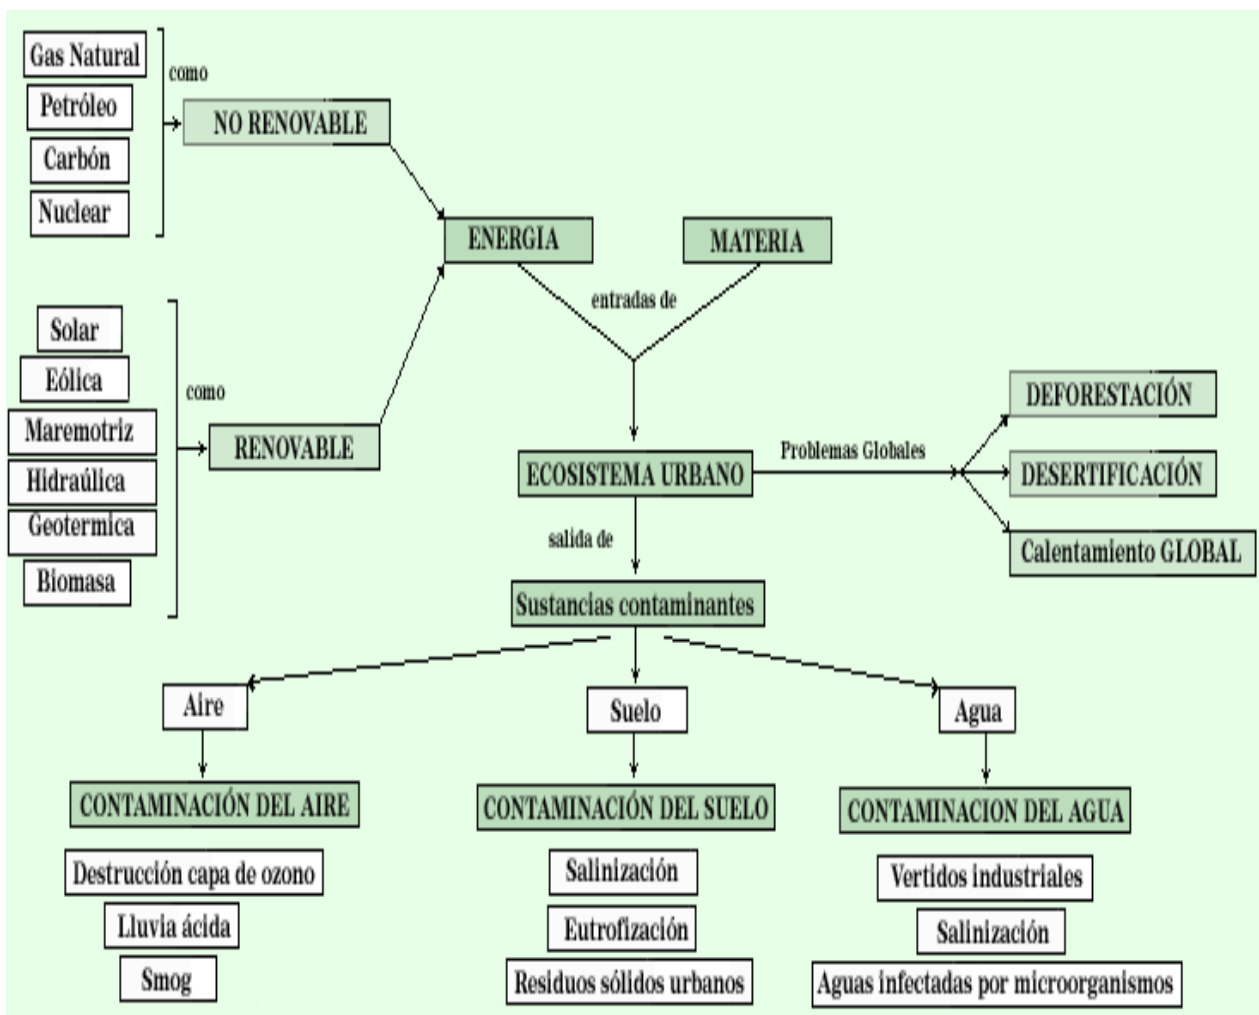 Gas Natural
como
Petróleo
NO RENOVABLE
Carbón
Nuclear
ENERGIA
MATERIA
entradas de
Solar
Eólica
como
Maremotriz
RENOVABLE
Hidraúlica
Geotermica
Biomasa
ECOSISTEMA URBANO
Problemas Globales
DEFORESTACIÓN
DESERTIFICACIÓN
Calentamiento GLOBAL
salida de
Sustancias contaminantes
Aire
Suelo
Agua
CONTAMINACIÓN DEL AIRE
CONTAMINACIÓN DEL SUELO
CONTAMINACION DEL AGUA
Destrucción capa de ozono
Lluvia ácida
Smog
Salinización
Eutrofización
Residuos sólidos urbanos
Vertidos industriales
Salinización
Aguas infectadas por microorganismos